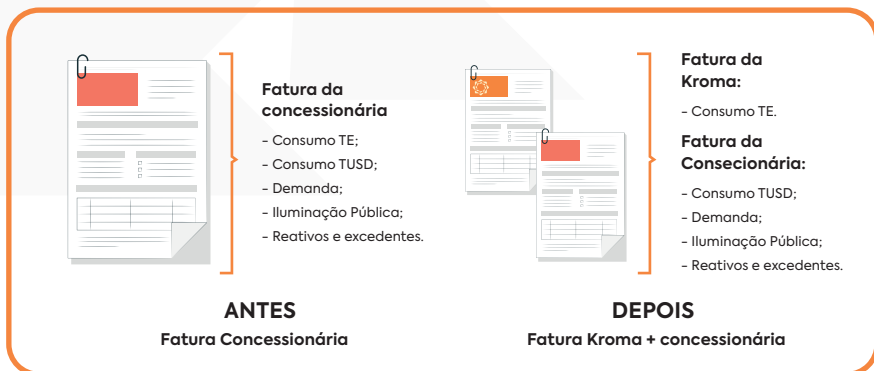 Fatura da
concessionária
- Consumo TE;
- Consumo TUSD;
- Demanda;
- Iluminação Pública;
- Reativos e excedentes.
ANTES
Fatura Concessionária
Fatura da
Kroma:
- Consumo TE.
Fatura da
Consecionária:
- Consumo TUSD;
- Demanda;
- Iluminação Pública;
- Reativos e excedentes.
DEPOIS
Fatura Kroma + concessionária